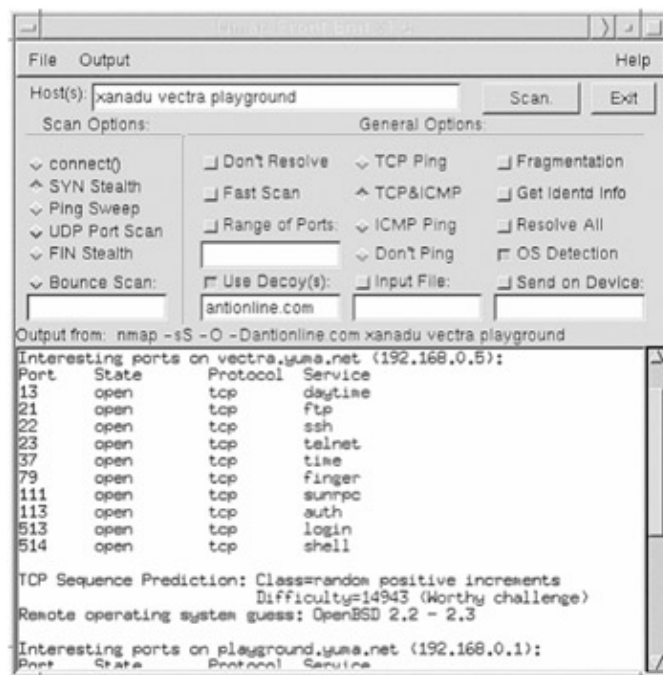 File Output Help
Host(s): xanadu vectra playground Scan. Exit
Scan Options: General Options:
connect() Don't Resolve TCP Ping Fragmentation
SYN Stealth Fast Scan TCP&ICMP Get Identd Info
Ping Sweep Range of Ports: ICMP Ping Resolve All
UDP Port Scan Don't Ping OS Detection
FIN Stealth
Bounce Scan: Use Decoy(s): Input File: Send on Device:
antionline.com
Output from: nmap -sS -O -Dantionline.com xanadu vectra playground
Interesting ports on vectra.yuma.net (192.168.0.5):
Port State Protocol Service
13 open tcp daytime
21 open tcp ftp
22 open tcp ssh
23 open tcp telnet
37 open tcp time
79 open tcp finger
111 open tcp sunrpc
113 open tcp auth
513 open tcp login
514 open tcp shell
TCP Sequence Prediction: Class=random positive increments
Difficulty=14943 (Worthy challenge)
Remote operating system guess: OpenBSD 2.2 - 2.3
Interesting ports on playground.yuma.net (192.168.0.1):
Port State Protocol Service